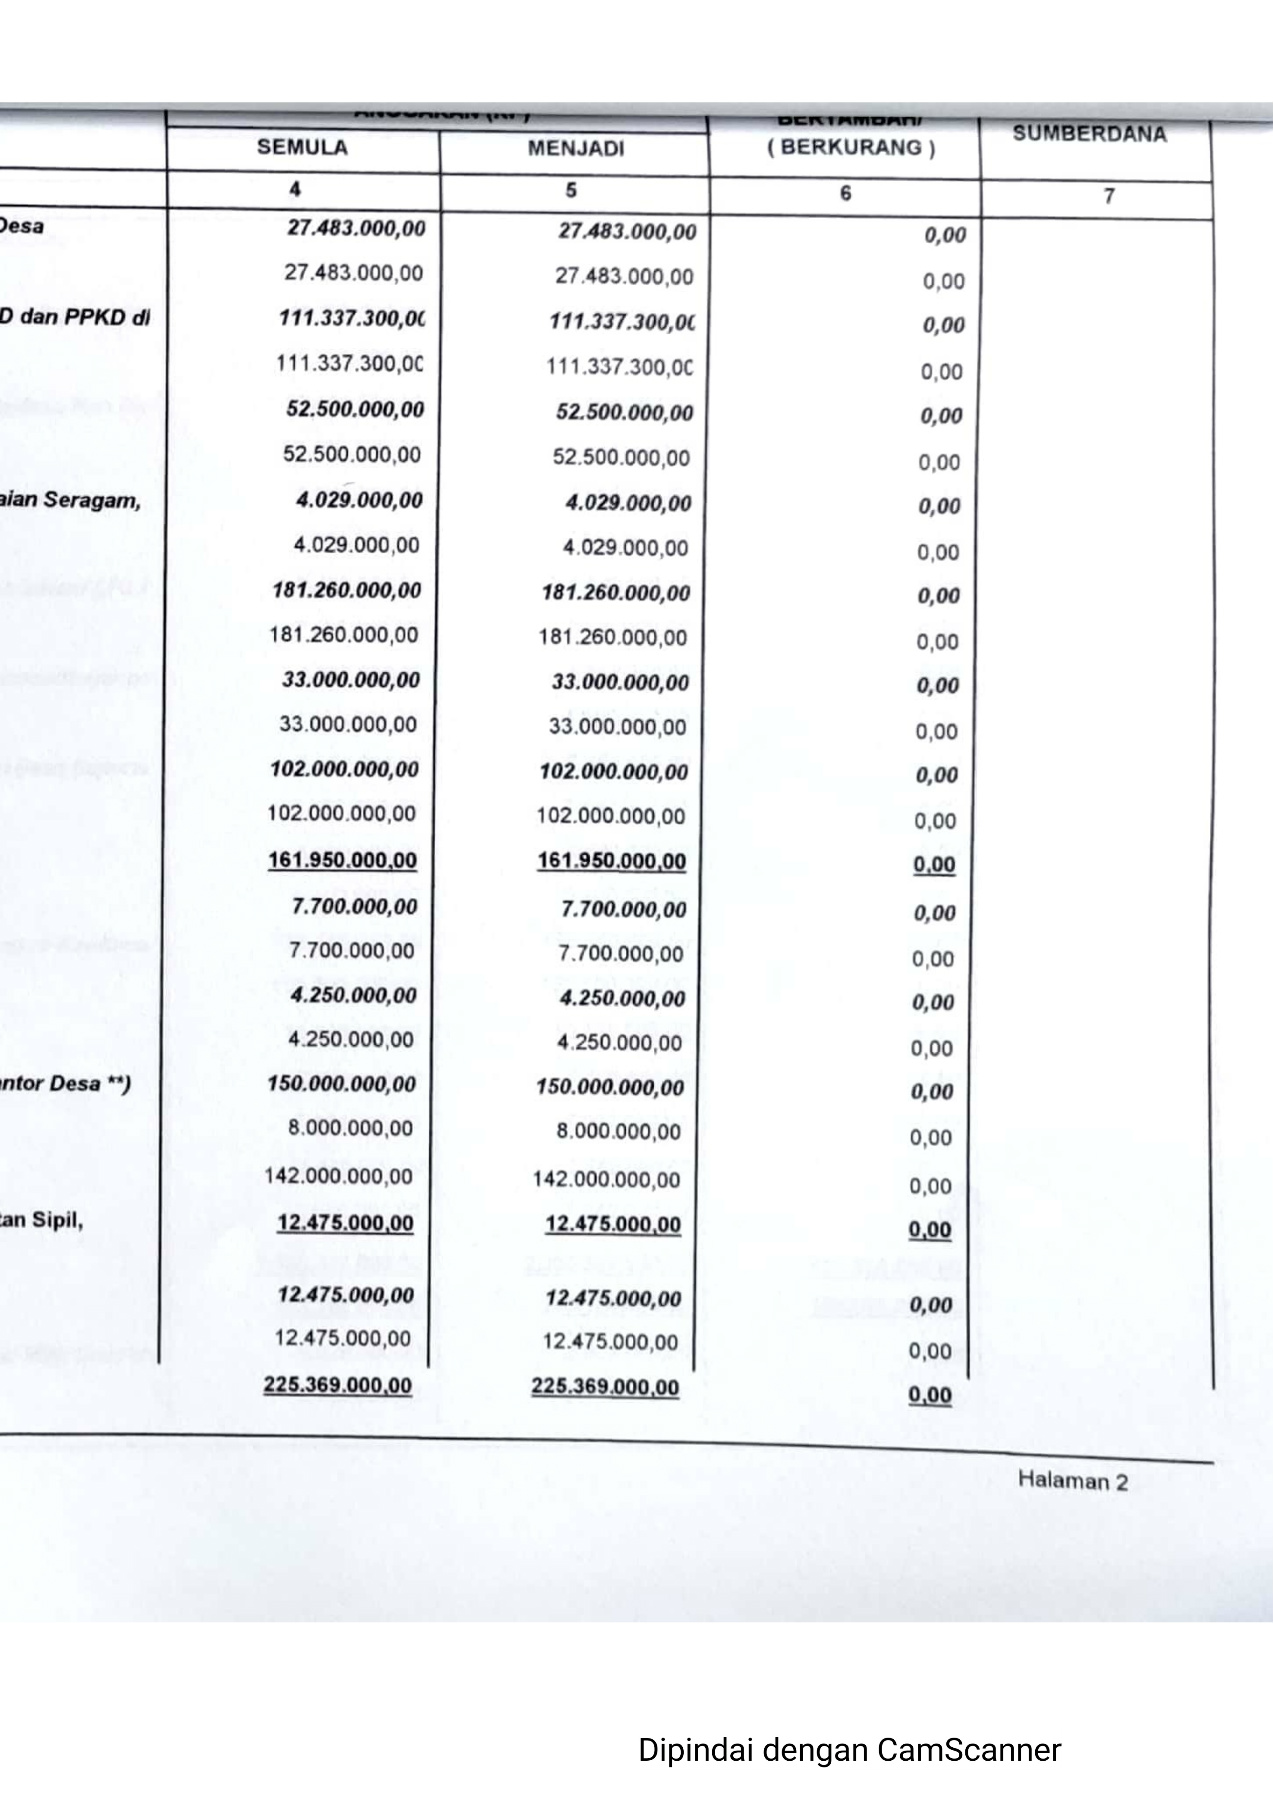 ANGGARAN (RP) BERTAMBAH/ SUMBERDANA
SEMULA MENJADI ( BERKURANG )
4 5 6 7
Desa 27.483.000,00 27.483.000,00 0,00
27.483.000,00 27.483.000,00 0,00
D dan PPKD di 111.337.300,00 111.337.300,00 0,00
111.337.300,00 111.337.300,00 0,00
52.500.000,00 52.500.000,00 0,00
52.500.000,00 52.500.000,00 0,00
aian Seragam, 4.029.000,00 4.029.000,00 0,00
4.029.000,00 4.029.000,00 0,00
181.260.000,00 181.260.000,00 0,00
181.260.000,00 181.260.000,00 0,00
33.000.000,00 33.000.000,00 0,00
33.000.000,00 33.000.000,00 0,00
102.000.000,00 102.000.000,00 0,00
102.000.000,00 102.000.000,00 0,00
161.950.000,00 161.950.000,00 0,00
7.700.000,00 7.700.000,00 0,00
7.700.000,00 7.700.000,00 0,00
4.250.000,00 4.250.000,00 0,00
4.250.000,00 4.250.000,00 0,00
antor Desa **) 150.000.000,00 150.000.000,00 0,00
8.000.000,00 8.000.000,00 0,00
142.000.000,00 142.000.000,00 0,00
tan Sipil, 12.475.000,00 12.475.000,00 0,00
12.475.000,00 12.475.000,00 0,00
12.475.000,00 12.475.000,00 0,00
225.369.000,00 225.369.000,00 0,00
Halaman 2
Dipindai dengan CamScanner